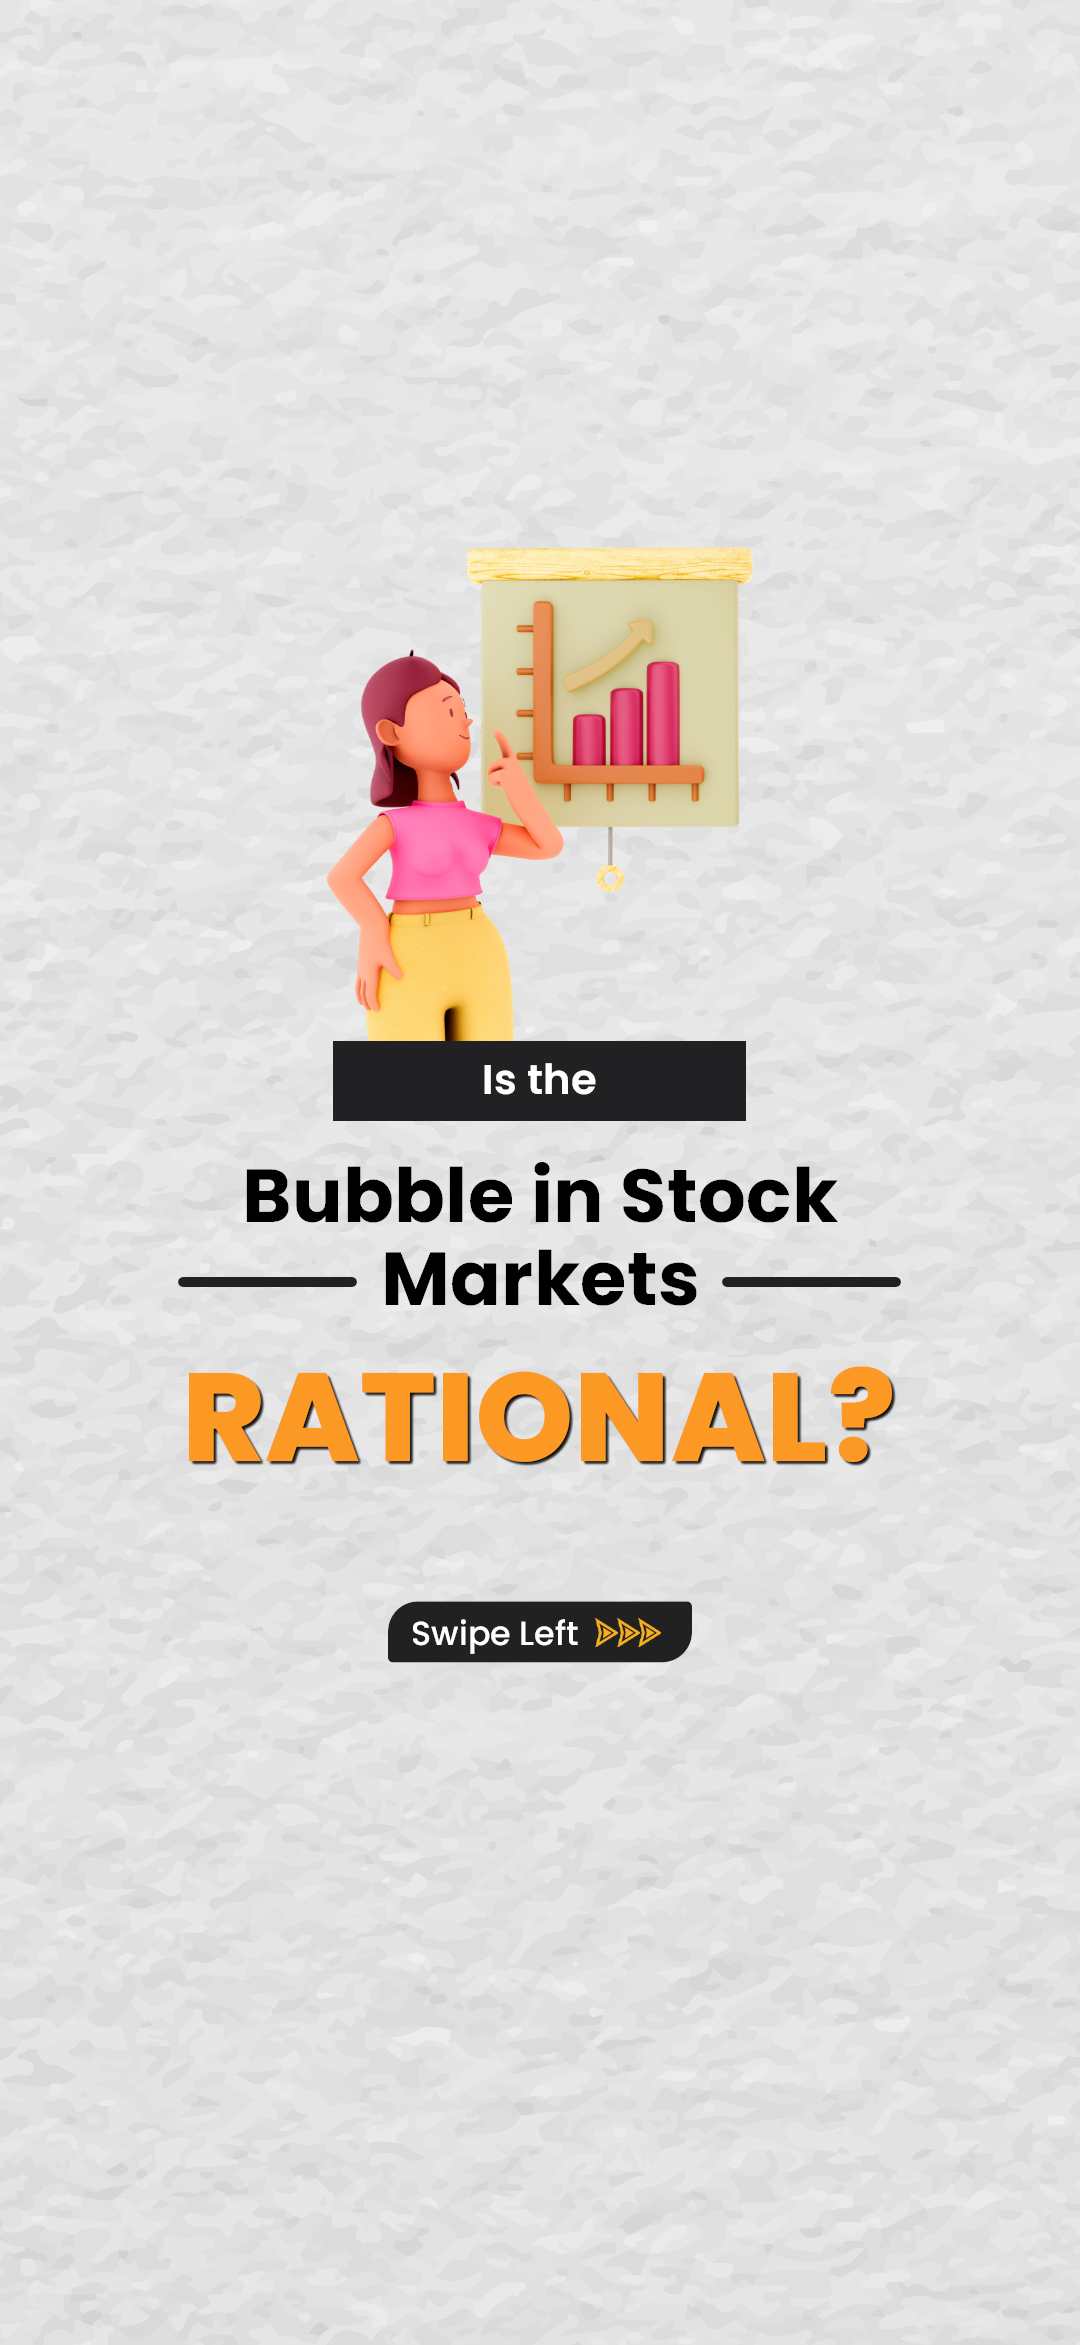 Is the
Bubble in Stock
Markets
RATIONAL?
Swipe Left